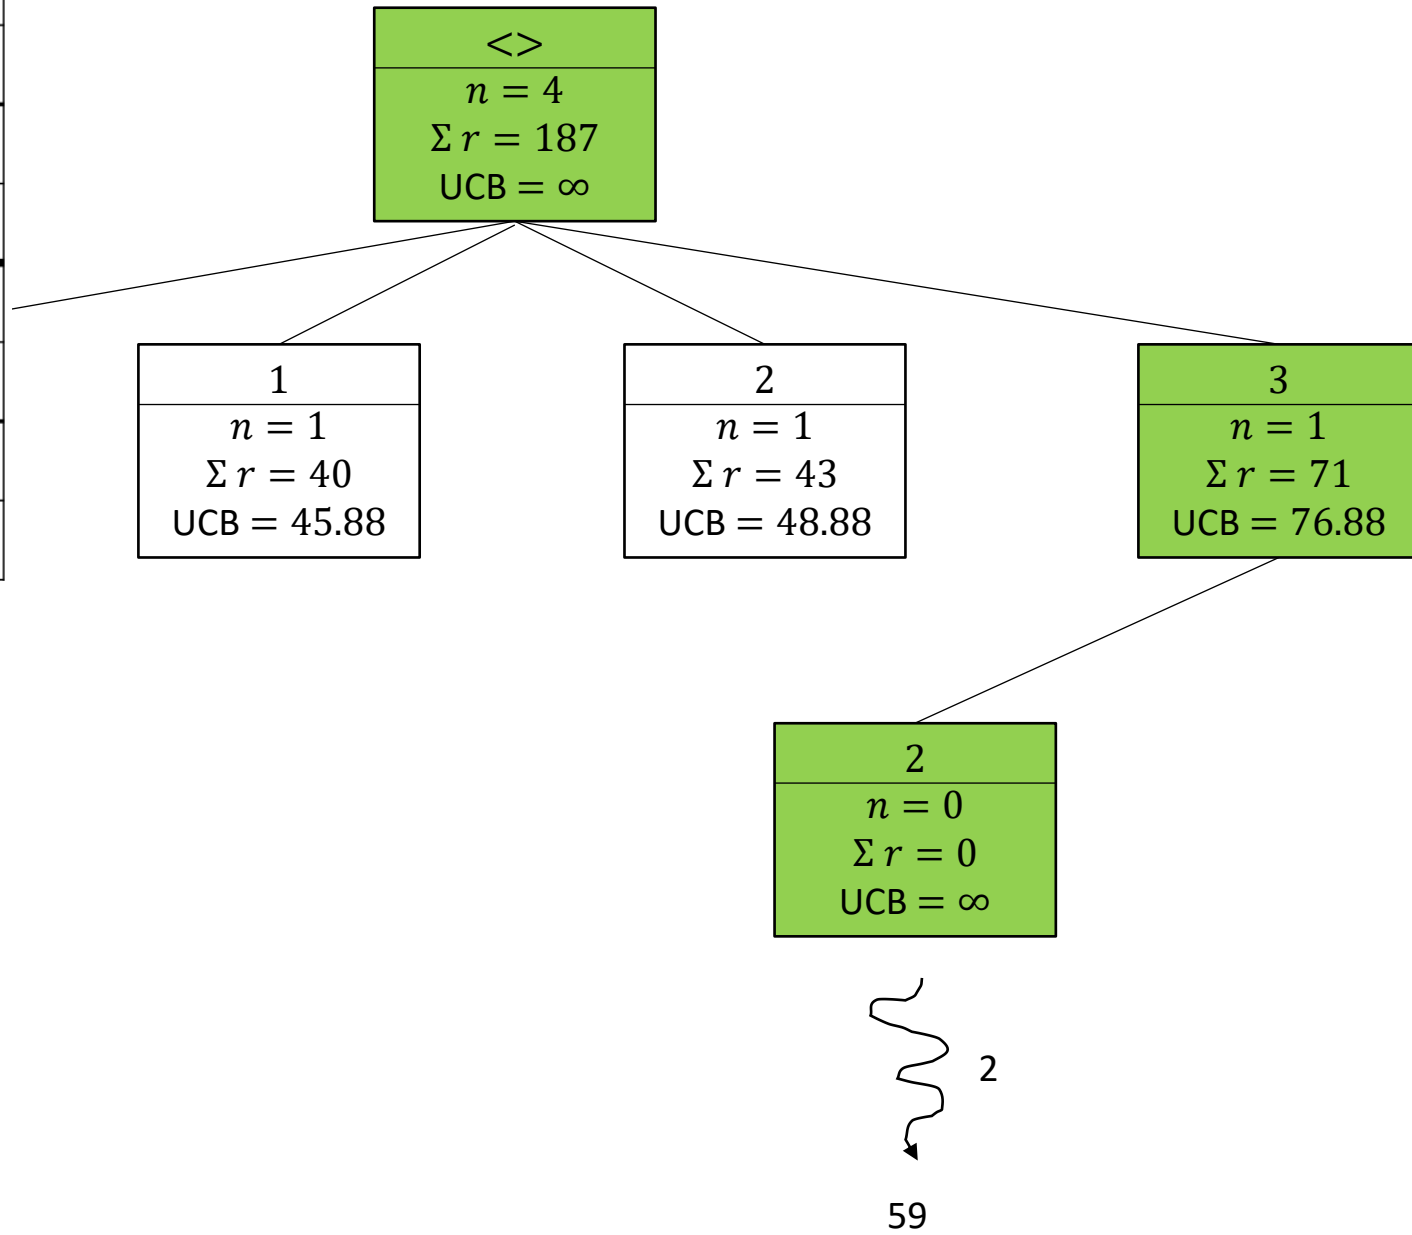 <>
n = 4
Σ r = 187
UCB = ∞
1
n = 1
Σ r = 40
UCB = 45.88
2
n = 1
Σ r = 43
UCB = 48.88
3
n = 1
Σ r = 71
UCB = 76.88
2
n = 0
Σ r = 0
UCB = ∞
2
59